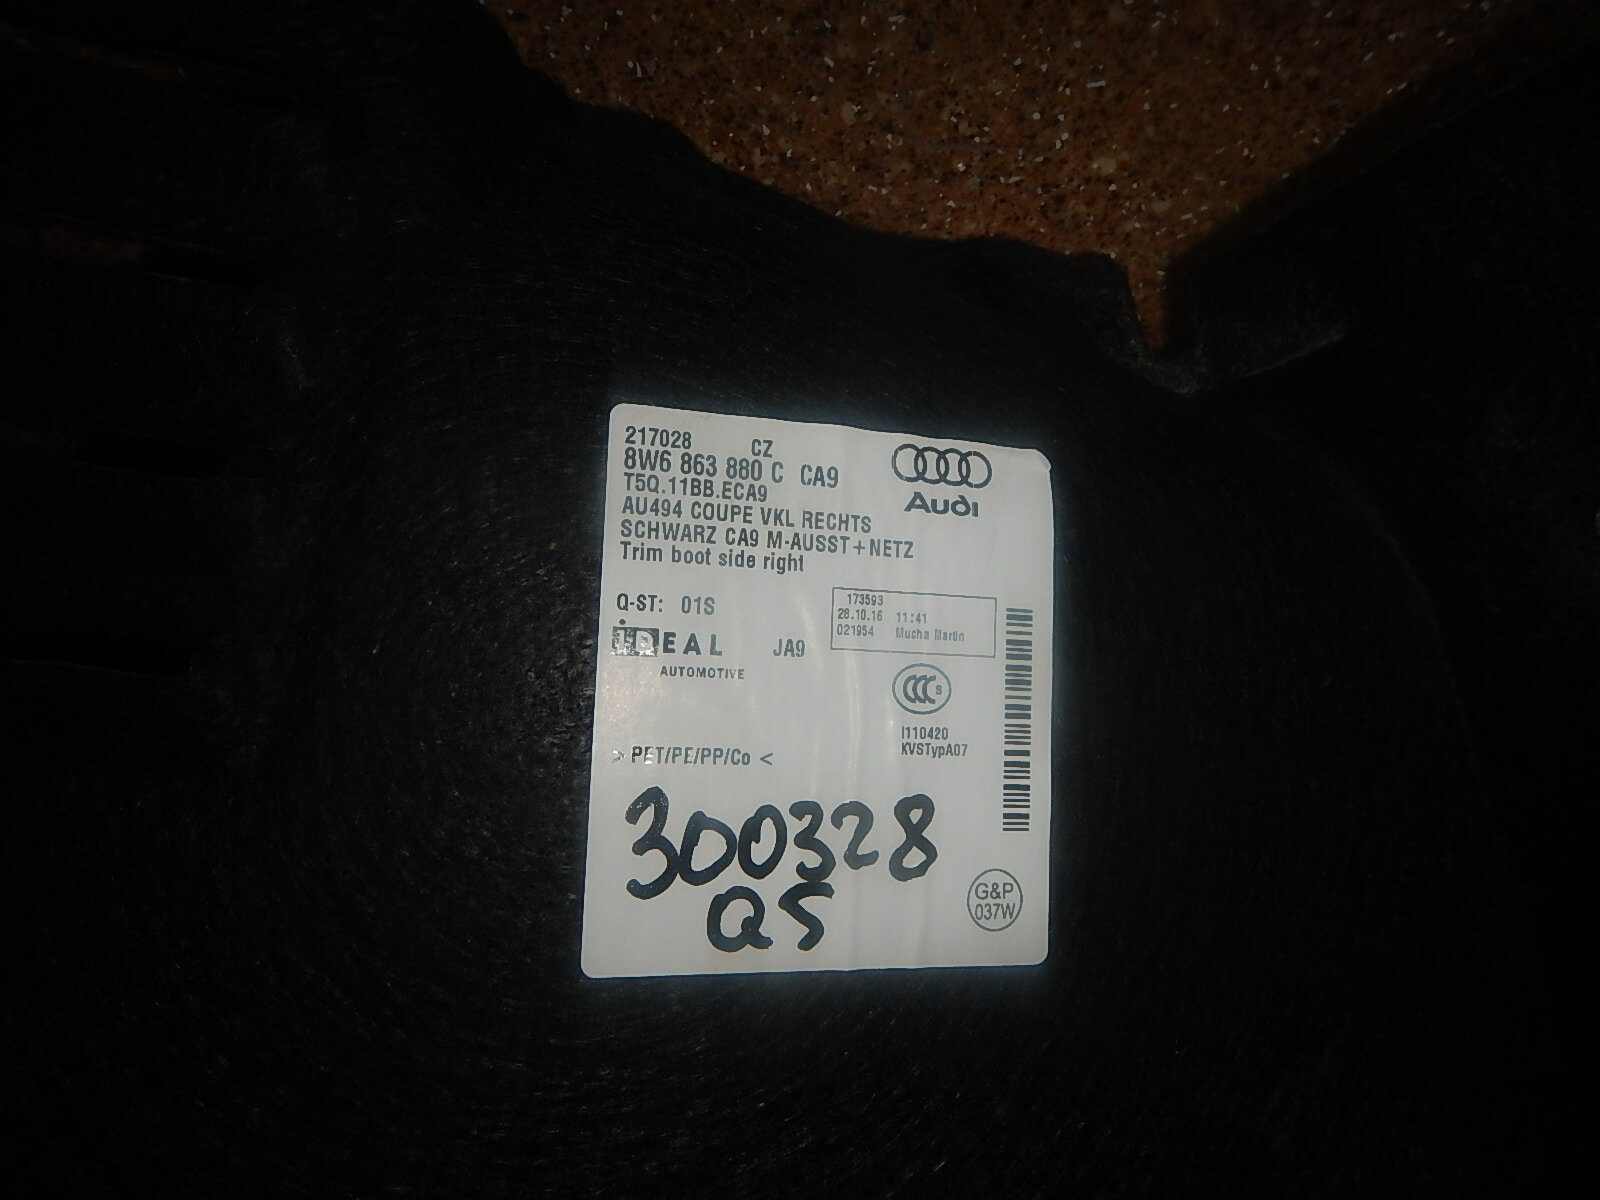 217028 CZ
8W6 863 880 C CA9
T5Q.11BB.ECA9
AU494 COUPE VKL RECHTS
SCHWARZ CA9 M-AUSST+NETZ
Trim boot side right
Audi
Q-ST: 01S
173593
28.10.16 11:41
021954 Mucha Martin
iDEAL
AUTOMOTIVE
JA9
CCC S
I110420
KVSTypA07
> PET/PE/PP/Co <
300328
QS
G&P
037W